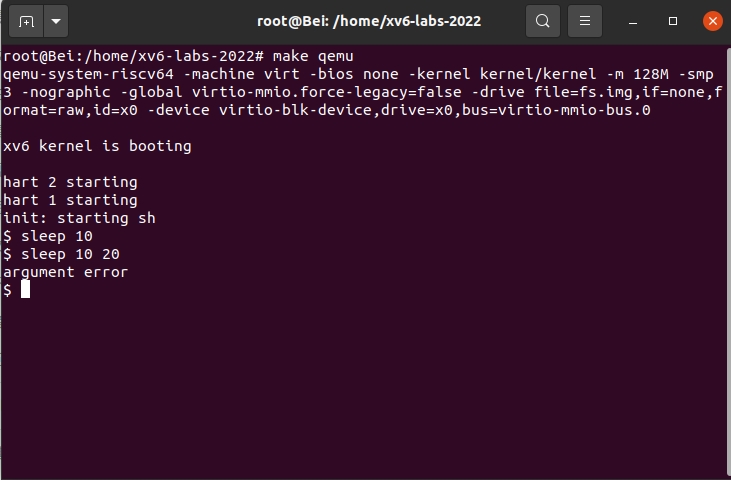 root@Bei: /home/xv6-labs-2022
root@Bei:/home/xv6-labs-2022# make qemu
qemu-system-riscv64 -machine virt -bios none -kernel kernel/kernel -m 128M -smp
3 -nographic -global virtio-mmio.force-legacy=false -drive file=fs.img,if=none,f
ormat=raw,id=x0 -device virtio-blk-device,drive=x0,bus=virtio-mmio-bus.0
xv6 kernel is booting
hart 2 starting
hart 1 starting
init: starting sh
$ sleep 10
$ sleep 10 20
argument error
$